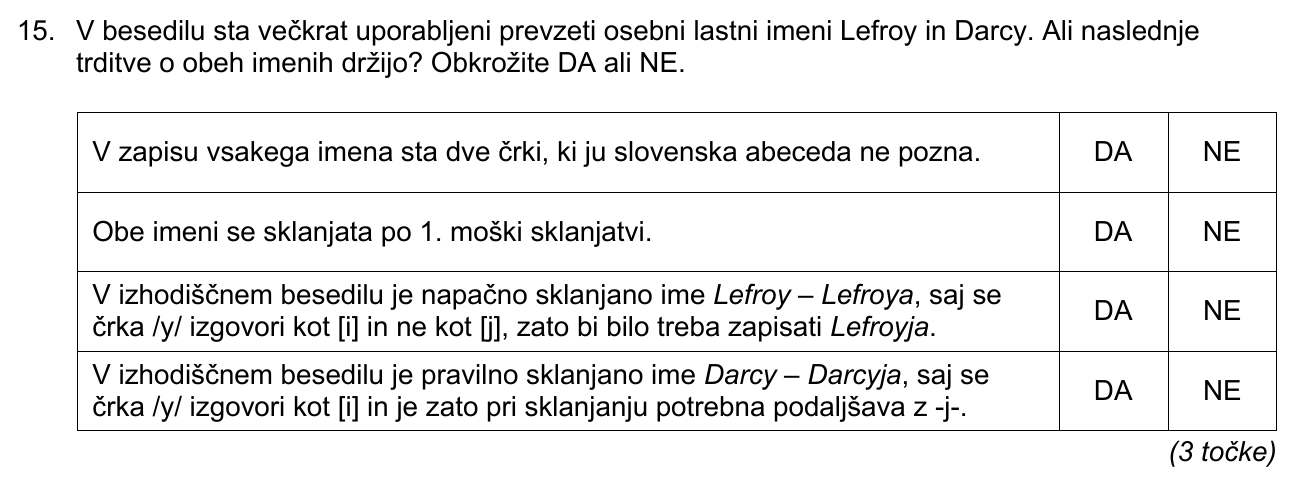 15. V besedilu sta večkrat uporabljeni prevzeti osebni lastni imeni Lefroy in Darcy. Ali naslednje
trditve o obeh imenih držijo? Obkrožite DA ali NE.
V zapisu vsakega imena sta dve črki, ki ju slovenska abeceda ne pozna. DA NE
Obe imeni se sklanjata po 1. moški sklanjatvi. DA NE
V izhodiščnem besedilu je napačno sklanjano ime Lefroy – Lefroya, saj se
črka /y/ izgovori kot [i] in ne kot [j], zato bi bilo treba zapisati Lefroyja. DA NE
V izhodiščnem besedilu je pravilno sklanjano ime Darcy – Darcyja, saj se
črka /y/ izgovori kot [i] in je zato pri sklanjanju potrebna podaljšava z -j-. DA NE
(3 točke)